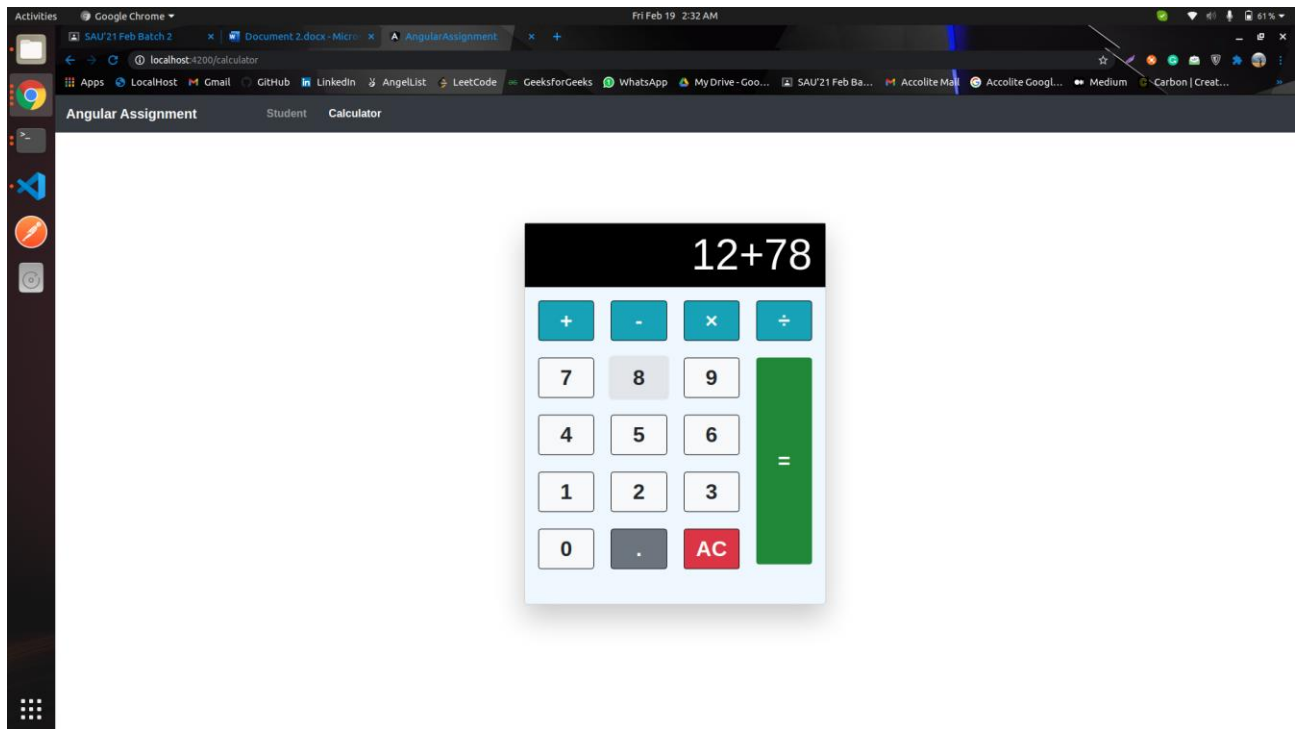 Activities Google Chrome Fri Feb 19 2:32 AM 61 %
SAU'21 Feb Batch 2 Document 2.docx - Micro AngularAssignment
localhost:4200/calculator
Apps LocalHost Gmail GitHub LinkedIn AngelList LeetCode GeeksforGeeks WhatsApp My Drive - Goo... SAU'21 Feb Ba... Accolite Mail Accolite Googl... Medium Carbon | Creat... »
Angular Assignment Student Calculator
12+78
+ - × ÷
7 8 9
4 5 6
=
1 2 3
0 . AC